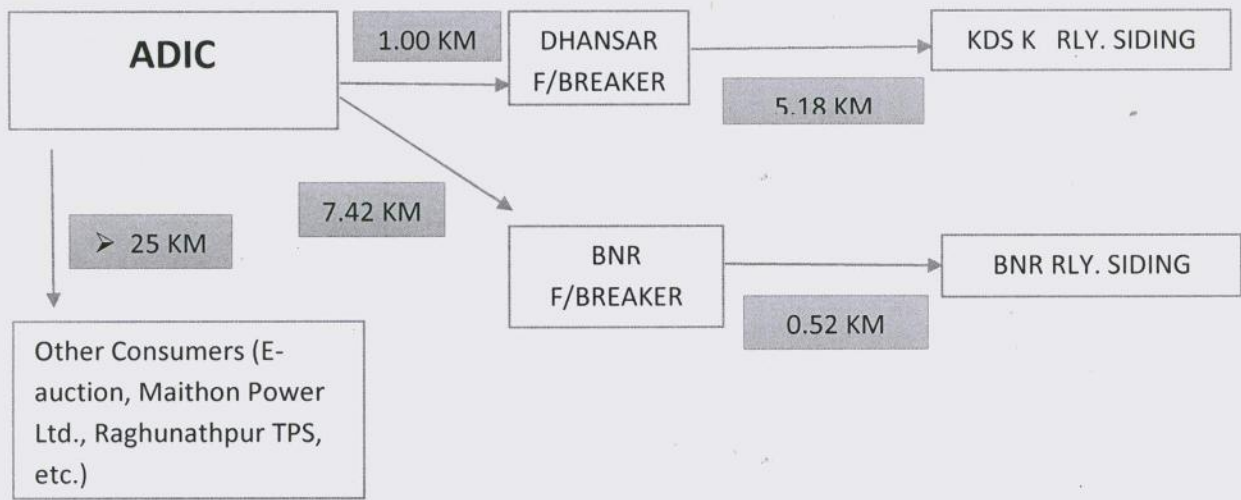 ADIC
1.00 KM
DHANSAR
F/BREAKER
KDS K RLY. SIDING
5.18 KM
7.42 KM
➢ 25 KM
BNR
F/BREAKER
BNR RLY. SIDING
0.52 KM
Other Consumers (E-
auction, Maithon Power
Ltd., Raghunathpur TPS,
etc.)